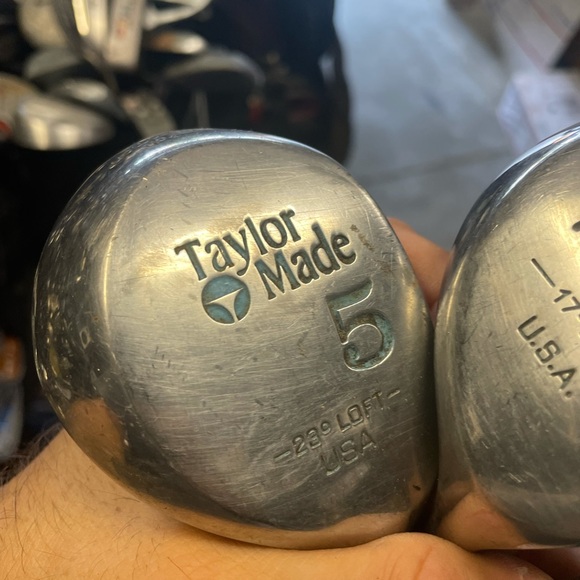 Taylor
Made
5
—23° LOFT—
USA
—17
U.S.A.